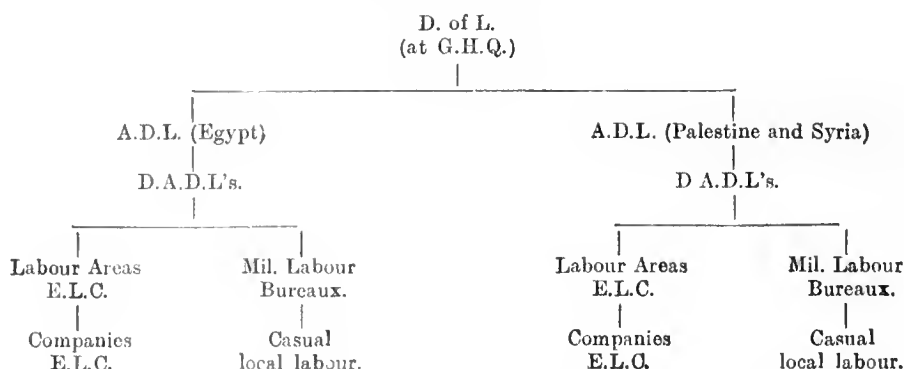 D. of L.
(at G.H.Q.)
A.D.L. (Egypt)
A.D.L. (Palestine and Syria)
D.A.D.L's.
D A.D.L's.
Labour Areas
E.L.C.
Mil. Labour
Bureaux.
Labour Areas
E.L.C.
Mil. Labour
Bureaux.
Companies
E.L.C.
Casual
local labour.
Companies
E.L.C.
Casual
local labour.